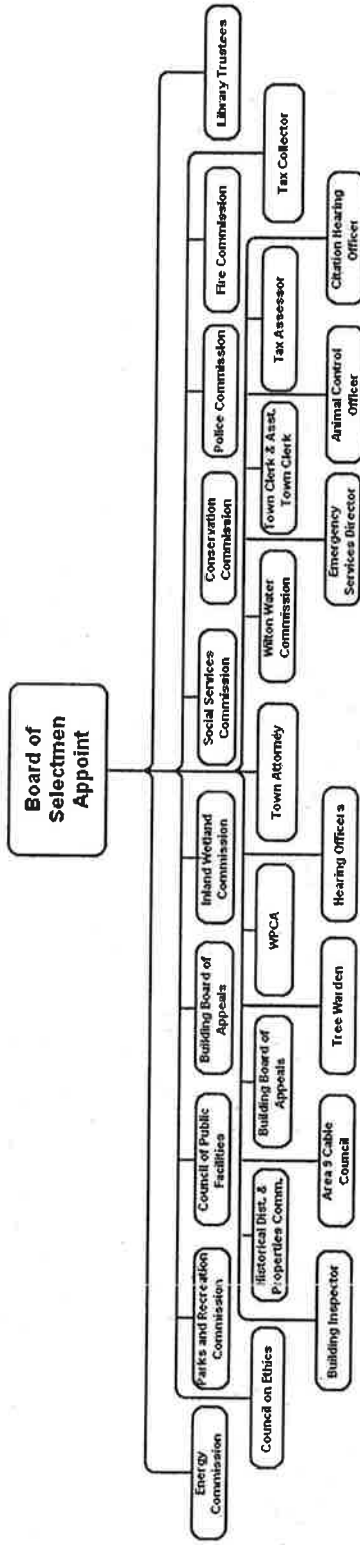 Board of
Selectmen
Appoint
Energy
Commission
Library Trustees
Parks and Recreation
Commission
Council of Public
Facilities
Building Board of
Appeals
Inland Wetland
Commission
Social Services
Commission
Conservation
Commission
Police Commission
Fire Commission
Council on Ethics
Tax Collector
Historical Dist. &
Properties Comm.
Building Board of
Appeals
WPCA
Town Attorney
Wilton Water
Commission
Town Clerk & Asst.
Town Clerk
Tax Assessor
Building Inspector
Area 9 Cable
Council
Tree Warden
Hearing Officers
Emergency
Services Director
Animal Control
Officer
Citation Hearing
Officer